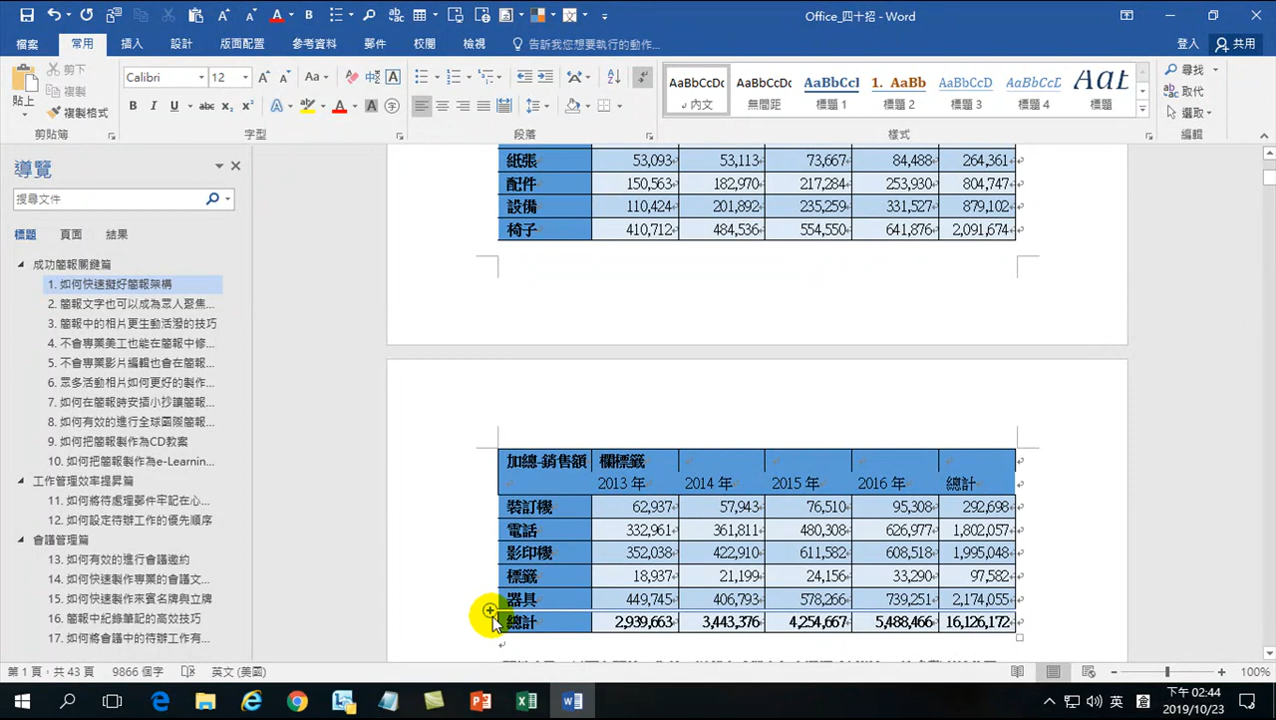 Office_四十招 - Word
檔案 常用 插入 設計 版面配置 參考資料 郵件 校閱 檢視 告訴我您想要執行的動作... 登入 共用
貼上 剪下 複製 複製格式
Calibri 12
AaBbCcDc AaBbCcDc AaBbCcI 1. AaBb AaBbCcD AaBbCcD AaI
內文 無間距 標題 1 標題 2 標題 3 標題 4 標題
尋找 取代 選取
剪貼簿 字型 段落 樣式 編輯
導覽
搜尋文件
標題 頁面 結果
成功簡報關鍵篇
1. 如何快速擬好簡報架構
2. 簡報文字也可以成為眾人聚焦...
3. 簡報中的相片更生動活潑的技巧
4. 不會專業美工也能在簡報中修...
5. 不會專業影片編輯也會在簡報...
6. 眾多活動相片如何更好的製作...
7. 如何在簡報時安插小抄讓簡報...
8. 如何有效的進行全球國際簡報...
9. 如何把簡報製作為CD教案
10. 如何把簡報製作為e-Learnin...
工作管理效率提昇篇
11. 如何將待處理郵件牢記在心...
12. 如何設定待辦工作的優先順序
會議管理篇
13. 如何有效的進行會議邀約
14. 如何快速製作專業的會議文...
15. 如何快速製作來賓名牌與立牌
16. 簡報中紀錄筆記的高效技巧
17. 如何將會議中的待辦工作有...
紙張 53,093 53,113 73,667 84,488 264,361
配件 150,563 182,970 217,284 253,930 804,747
設備 110,424 201,892 235,259 331,527 879,102
椅子 410,712 484,536 554,550 641,876 2,091,674
加總-銷售額 欄標籤
2013 年 2014 年 2015 年 2016 年 總計
裝訂機 62,937 57,943 76,510 95,308 292,698
電話 332,961 361,811 480,308 626,977 1,802,057
影印機 352,038 422,910 611,582 608,518 1,995,048
標籤 18,937 21,199 24,156 33,290 97,582
器具 449,745 406,793 578,266 739,251 2,174,055
總計 2,939,663 3,443,376 4,254,667 5,488,466 16,126,172
第 1 頁，共 43 頁 9866 個字 英文 (美國) 100%
英 下午 02:44
2019/10/23